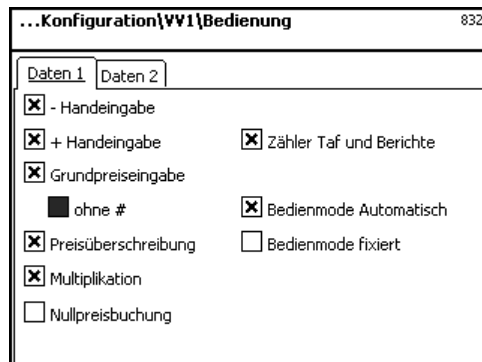 ...Konfiguration\VV1\Bedienung 832
Daten 1 Daten 2
- Handeingabe
+ Handeingabe Zähler Taf und Berichte
Grundpreiseingabe
ohne # Bedienmode Automatisch
Preisüberschreibung Bedienmode fixiert
Multiplikation
Nullpreisbuchung